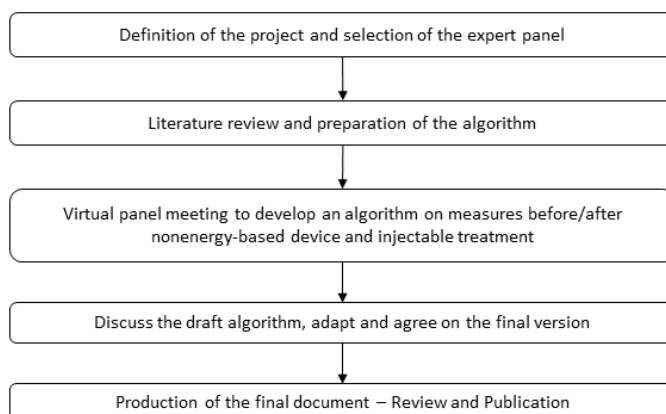 Definition of the project and selection of the expert panel
Literature review and preparation of the algorithm
Virtual panel meeting to develop an algorithm on measures before/after
nonenergy-based device and injectable treatment
Discuss the draft algorithm, adapt and agree on the final version
Production of the final document – Review and Publication